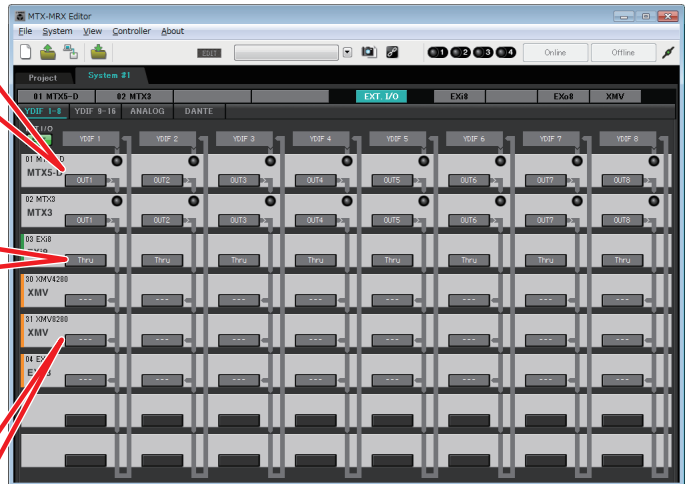 MTX-MRX Editor
File System View Controller About
EDIT 1 2 3 4 Online Offline
Project System #1
01 MTX5-D 02 MTX3 EXT. I/O EXi8 EXo8 XMV
YDIF 1-8 YDIF 9-16 ANALOG DANTE
YDIF 1 YDIF 2 YDIF 3 YDIF 4 YDIF 5 YDIF 6 YDIF 7 YDIF 8
MTX5-D OUT1 OUT2 OUT3 OUT4 OUT5 OUT6 OUT7 OUT8
02 MTX3
MTX3 OUT1 OUT2 OUT3 OUT4 OUT5 OUT6 OUT7 OUT8
03 EXi8
Thru Thru Thru Thru Thru Thru Thru Thru
30 XMV4280
XMV --- --- --- --- --- --- --- ---
31 XMV8280
XMV --- --- --- --- --- --- --- ---
--- --- --- --- --- --- --- ---